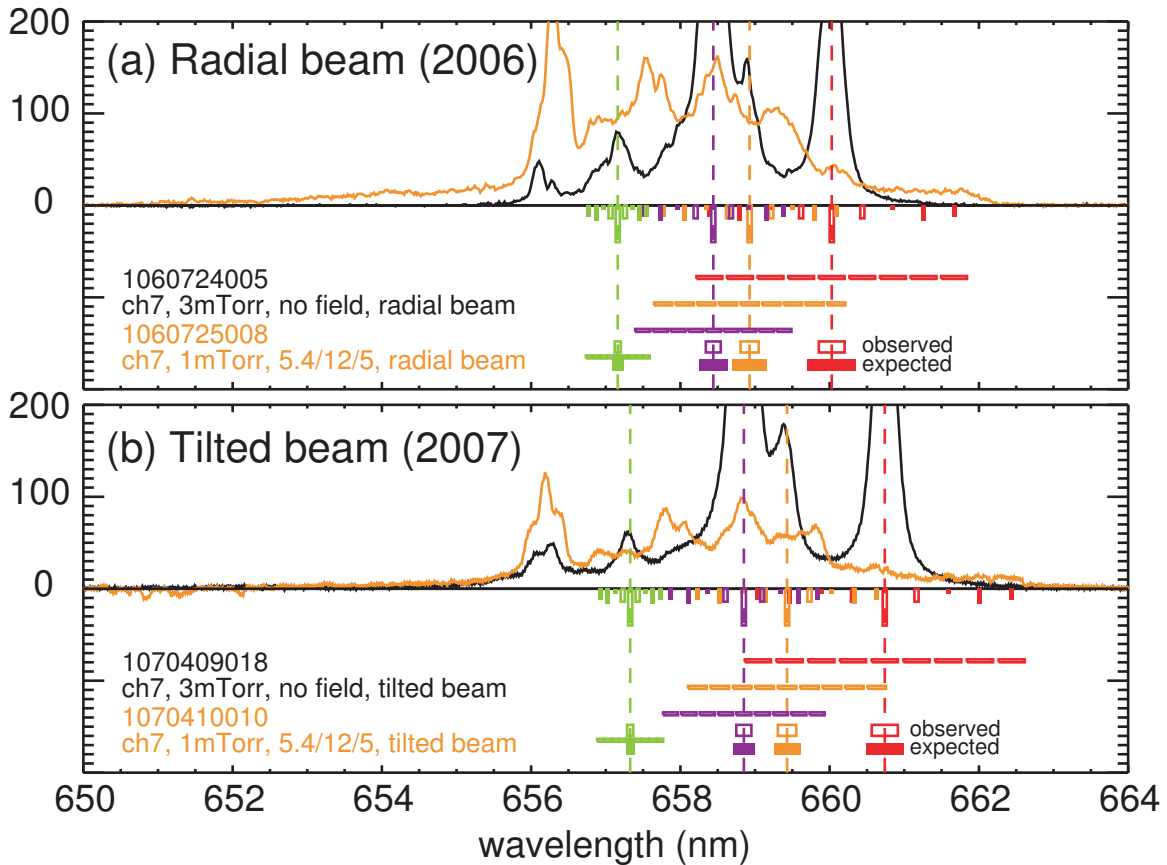 200
(a) Radial beam (2006)
100
0
1060724005
ch7, 3mTorr, no field, radial beam
1060725008
ch7, 1mTorr, 5.4/12/5, radial beam
observed
expected
200
(b) Tilted beam (2007)
100
0
1070409018
ch7, 3mTorr, no field, tilted beam
1070410010
ch7, 1mTorr, 5.4/12/5, tilted beam
observed
expected
650 652 654 656 658 660 662 664
wavelength (nm)